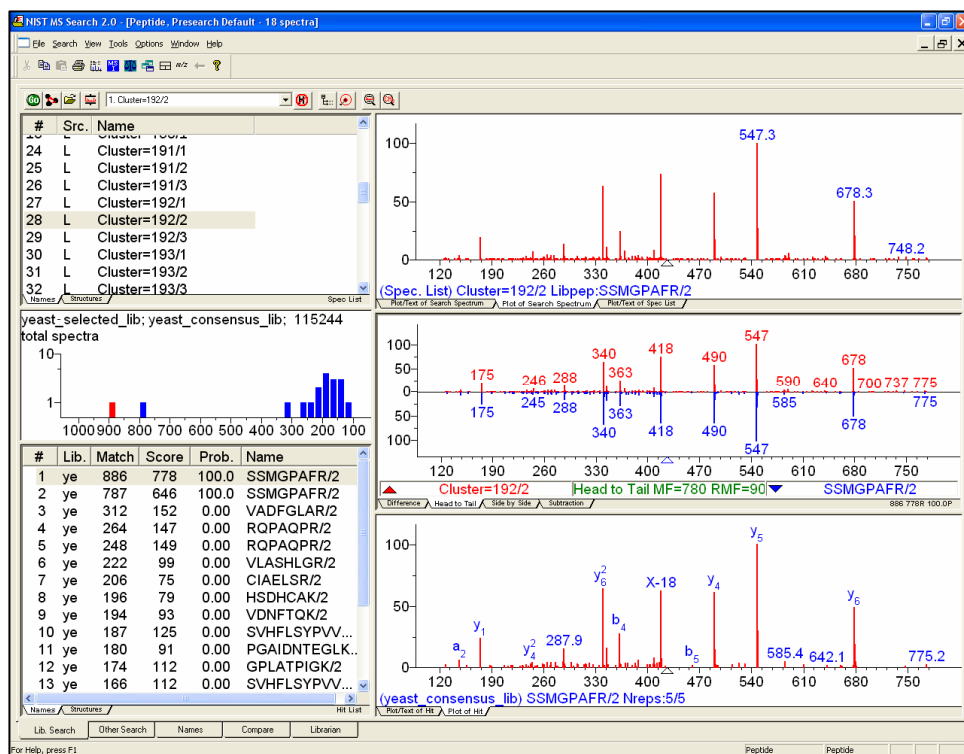 NIST MS Search 2.0 - [Peptide, Presearch Default - 18 spectra]
File Search View Tools Options Window Help
1. Cluster=192/2
# Src. Name
24 L Cluster=191/1
25 L Cluster=191/2
26 L Cluster=191/3
27 L Cluster=192/1
28 L Cluster=192/2
29 L Cluster=192/3
30 L Cluster=193/1
31 L Cluster=193/2
32 L Cluster=193/3
Names Structures Spec List
yeast_selected_lib; yeast_consensus_lib; 115244
total spectra
10
1
1000 900 800 700 600 500 400 300 200 100
# Lib. Match Score Prob. Name
1 ye 886 778 100.0 SSMGPAFR/2
2 ye 787 646 100.0 SSMGPAFR/2
3 ye 312 152 0.00 VADFGLAR/2
4 ye 264 147 0.00 RQPAQPR/2
5 ye 248 149 0.00 RQPAQPR/2
6 ye 222 99 0.00 VLASHLGR/2
7 ye 206 75 0.00 CIAELSR/2
8 ye 196 79 0.00 HSDHCAK/2
9 ye 194 93 0.00 VDNFTQK/2
10 ye 187 125 0.00 SVHFLSYPVV...
11 ye 180 91 0.00 PGAIDNTEGLK...
12 ye 174 112 0.00 GPLATPIGK/2
13 ye 166 112 0.00 SVHFLSYPVV...
Names Structures Hit List
100
50
0
547.3
678.3
748.2
120 190 260 330 400 470 540 610 680 750
(Spec. List) Cluster=192/2 Libpep:SSMGPAFR/2
Plot/Text of Search Spectrum Plot of Search Spectrum Plot/Text of Spec List
100
50
0
50
100
175 246 288 340 363 418 490 547 590 640 678 700 737 775
175 245 288 340 363 418 490 547 585 678 775
120 190 260 330 400 470 540 610 680 750
Cluster=192/2 Head to Tail MF=780 RMF=90 SSMGPAFR/2
Difference Head to Tail Side by Side Subtraction 886 778R 100.0P
100
50
0
a2 y1 y4^2 287.9 y6^2 b4 X-18 b5 y4 y5 585.4 642.1 y6 775.2
120 190 260 330 400 470 540 610 680 750
(yeast_consensus_lib) SSMGPAFR/2 Nreps:5/5
Plot/Text of Hit Plot of Hit
Lib. Search Other Search Names Compare Librarian
For Help, press F1 Peptide Peptide